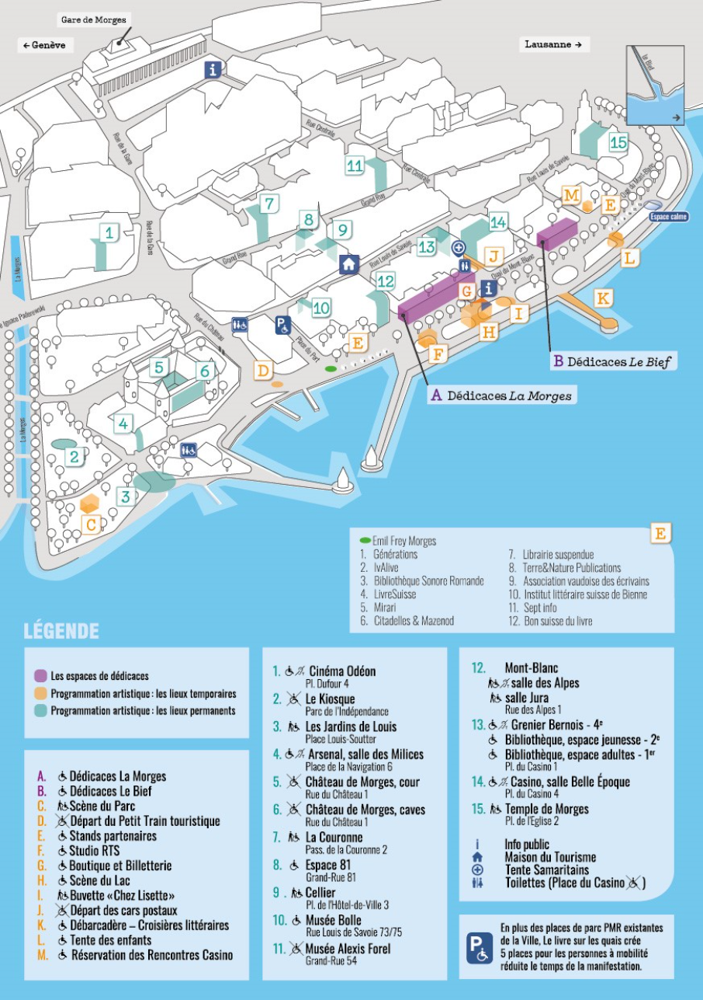 Gare de Morges
← Genève
Lausanne →
le Bief
→
i
15
Rue Centrale
Rue de la Gare
11
Rue Centrale
Rue Louis de Savoie
Quai du Mont-Blanc
Grand Rue
M
E
7
Espace calme
8
14
1
Rue de la Gare
9
13
Grand Rue
Rue Louis de Savoie
J
L
La Morges
Quai du Mont-Blanc
12
G
i
K
10
I
Ignace Paderewski
Rue du Château
P
H
Place du Port
E
F
B Dédicaces Le Bief
5
6
D
A Dédicaces La Morges
4
La Morges
2
3
C
E
Emil Frey Morges
1. Générations
2. IvAlive
3. Bibliothèque Sonore Romande
4. LivreSuisse
5. Mirari
6. Citadelles & Mazenod
7. Librairie suspendue
8. Terre&Nature Publications
9. Association vaudoise des écrivains
10. Institut littéraire suisse de Bienne
11. Sept info
12. Bon suisse du livre
LÉGENDE
Les espaces de dédicaces
Programmation artistique : les lieux temporaires
Programmation artistique : les lieux permanents
A. Dédicaces La Morges
B. Dédicaces Le Bief
C. Scène du Parc
D. Départ du Petit Train touristique
E. Stands partenaires
F. Studio RTS
G. Boutique et Billetterie
H. Scène du Lac
I. Buvette «Chez Lisette»
J. Départ des cars postaux
K. Débarcadère – Croisières littéraires
L. Tente des enfants
M. Réservation des Rencontres Casino
1. Cinéma Odéon
Pl. Dufour 4
2. Le Kiosque
Parc de l'Indépendance
3. Les Jardins de Louis
Place Louis-Soutter
4. Arsenal, salle des Milices
Place de la Navigation 6
5. Château de Morges, cour
Rue du Château 1
6. Château de Morges, caves
Rue du Château 1
7. La Couronne
Pass. de la Couronne 2
8. Espace 81
Grand-Rue 81
9 . Cellier
Pl. de l'Hôtel-de-Ville 3
10. Musée Bolle
Rue Louis de Savoie 73/75
11. Musée Alexis Forel
Grand-Rue 54
12. Mont-Blanc
salle des Alpes
salle Jura
Rue des Alpes 1
13. Grenier Bernois - 4e
Bibliothèque, espace jeunesse - 2e
Bibliothèque, espace adultes - 1er
Pl. du Casino 1
14. Casino, salle Belle Époque
Pl. du Casino 4
15. Temple de Morges
Pl. de l'Eglise 2
i Info public
Maison du Tourisme
Tente Samaritains
Toilettes (Place du Casino )
P
En plus des places de parc PMR existantes
de la Ville, Le livre sur les quais crée
5 places pour les personnes à mobilité
réduite le temps de la manifestation.